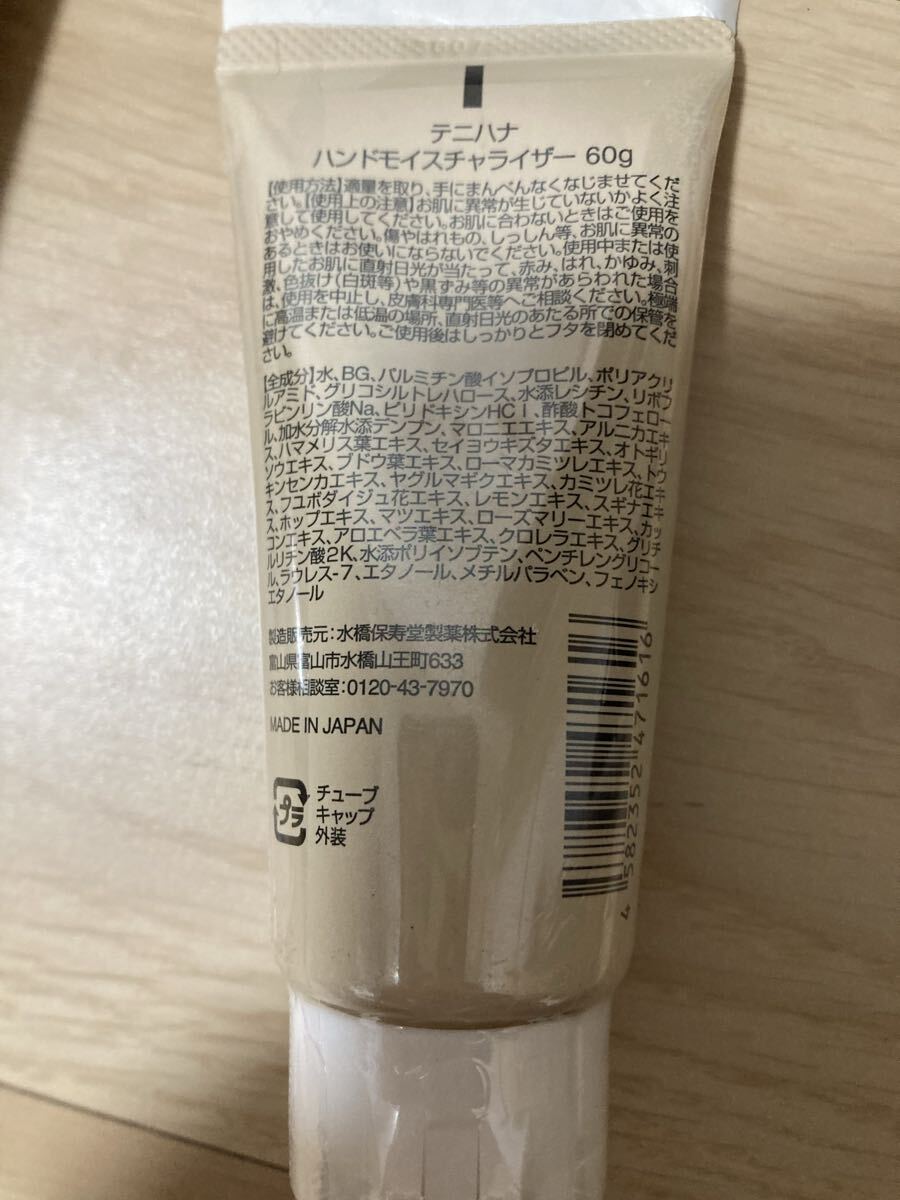 テニハナ
ハンドモイスチャライザー 60g
【使用方法】適量を取り、手にまんべんなくなじませてくだ
さい。【使用上の注意】お肌に異常が生じていないかよく注
意して使用してください。お肌に合わないときはご使用を
おやめください。傷やはれもの、しっしん等、お肌に異常の
あるときはお使いにならないでください。使用中または使
用したお肌に直射日光が当たって、赤み、はれ、かゆみ、刺
激、色抜け(白斑等)や黒ずみ等の異常があらわれた場合
は、使用を中止し、皮膚科専門医等へご相談ください。極端
に高温または低温の場所、直射日光のあたる所での保管を
避けてください。ご使用後はしっかりとフタを閉めてくだ
さい。
【全成分】水、BG、パルミチン酸イソプロピル、ポリアクリ
ルアミド、グリコシルトレハロース、水添レシチン、リボフ
ラビンリン酸Na、ピリドキシンHCl、酢酸トコフェロー
ル、加水分解水添デンプン、マロニエエキス、アルニカエキ
ス、ハマメリス葉エキス、セイヨウキズタエキス、オトギリ
ソウエキス、ブドウ葉エキス、ローマカミツレエキス、トウ
キンセンカエキス、ヤグルマギクエキス、カミツレ花エキ
ス、フユボダイジュ花エキス、レモンエキス、スギナエキ
ス、ホップエキス、マツエキス、ローズマリーエキス、カッ
コンエキス、アロエベラ葉エキス、クロレラエキス、グリチ
ルリチン酸2K、水添ポリイソブテン、ペンチレングリコー
ル、ラウレス-7、エタノール、メチルパラベン、フェノキシ
エタノール
製造販売元:水橋保寿堂製薬株式会社
富山県富山市水橋山王町633
お客様相談室:0120-43-7970
MADE IN JAPAN
プラ
チューブ
キャップ
外装
4 582352 471616